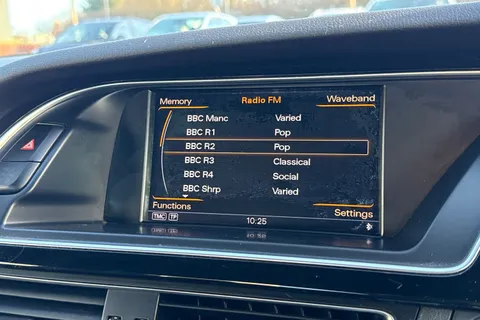 Memory Radio FM Waveband
BBC Manc Varied
BBC R1 Pop
BBC R2 Pop
BBC R3 Classical
BBC R4 Social
BBC Shrp Varied
Functions Settings
TMC TP 10:25